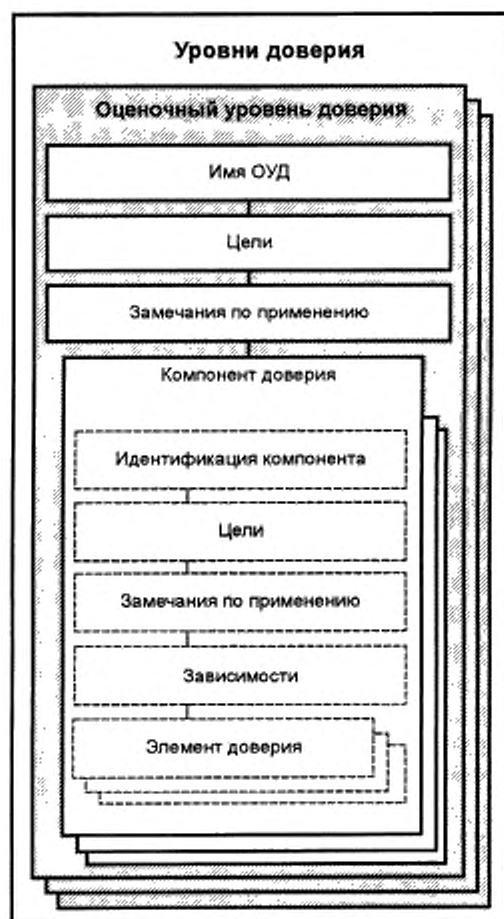 Уровни доверия
Оценочный уровень доверия
Имя ОУД
Цели
Замечания по применению
Компонент доверия
Идентификация компонента
Цели
Замечания по применению
Зависимости
Элемент доверия